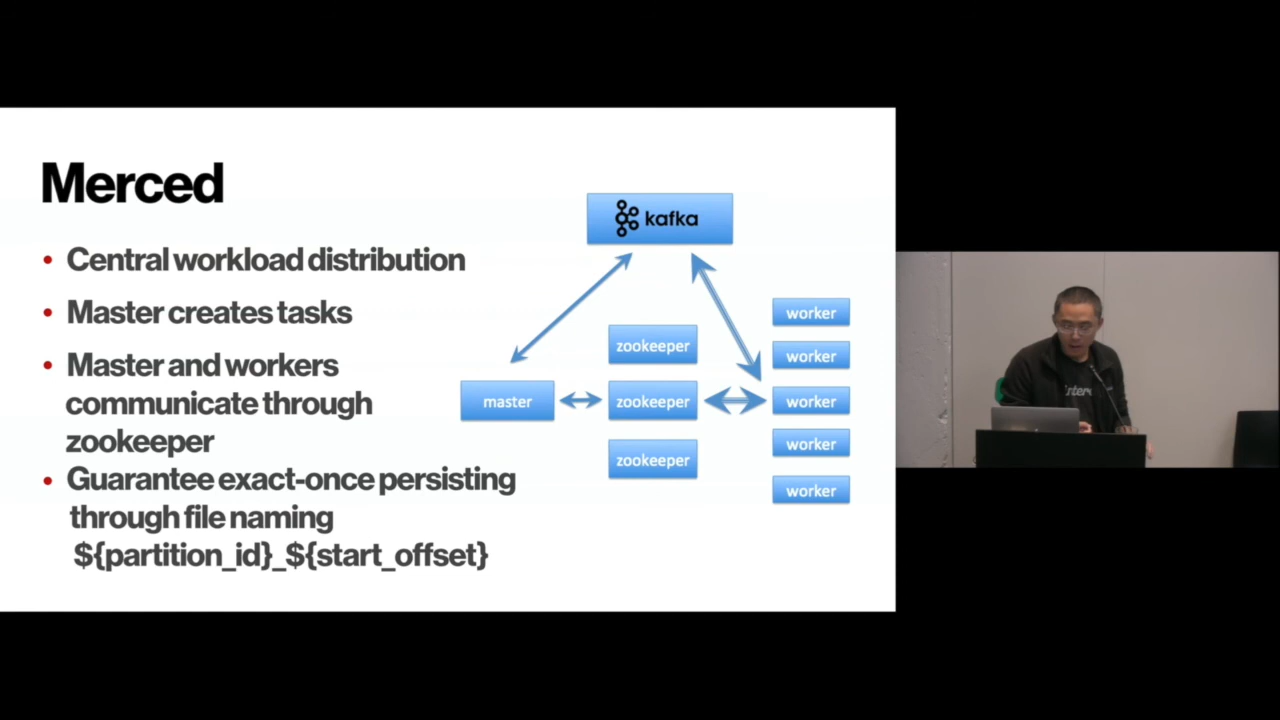 Merced
Central workload distribution
Master creates tasks
Master and workers
communicate through
zookeeper
Guarantee exact-once persisting
through file naming
${partition_id}_${start_offset}
kafka
master
zookeeper
zookeeper
zookeeper
worker
worker
worker
worker
worker